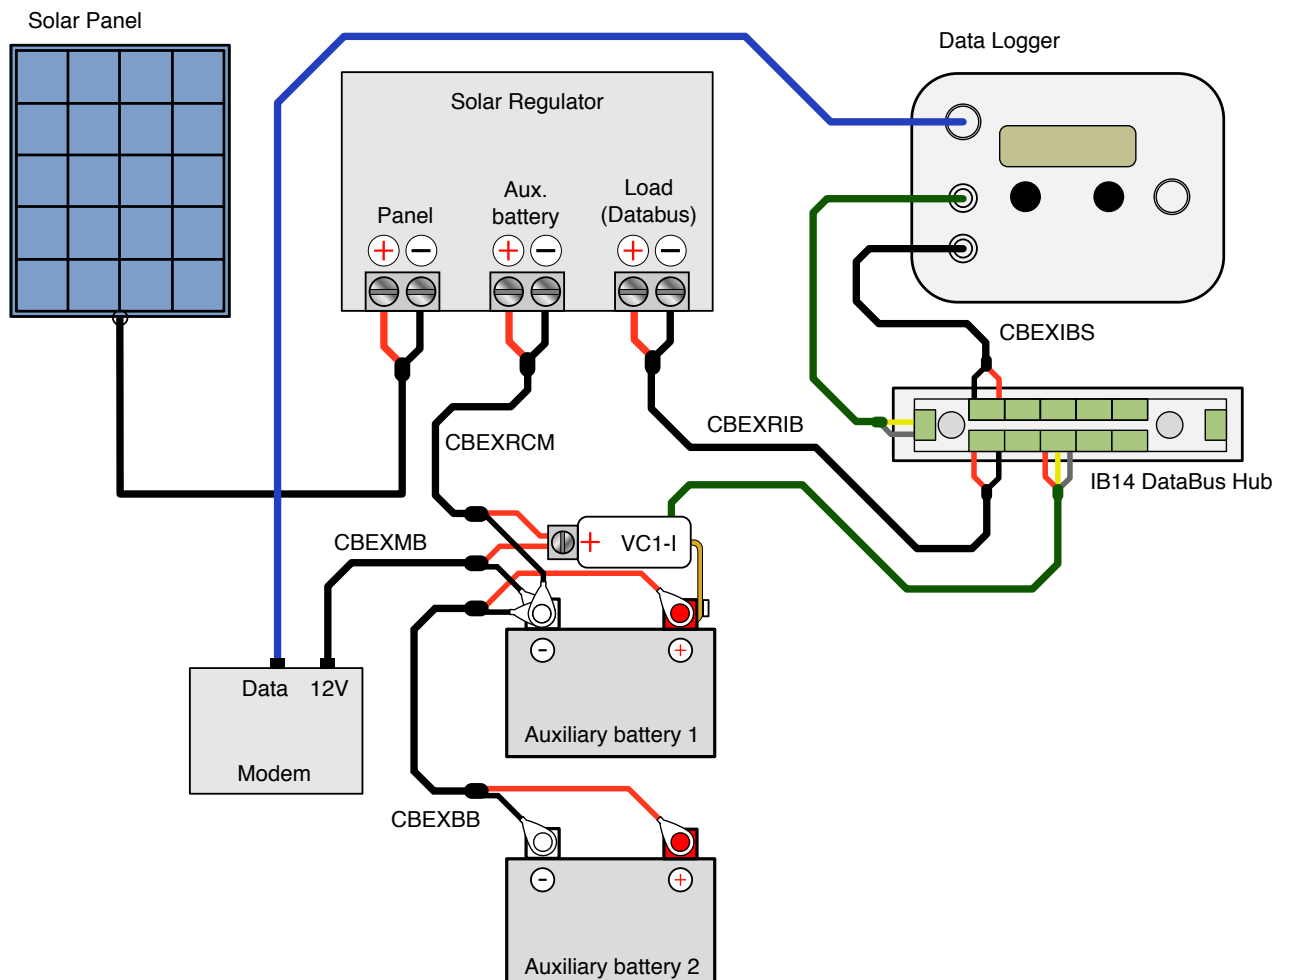 Solar Panel
Data Logger
Solar Regulator
Panel
Aux.
battery
Load
(Databus)
+
−
+
−
+
−
CBEXIBS
CBEXRCM
CBEXRIB
IB14 DataBus Hub
CBEXMB
+ VC1-I
-
+
Data 12V
Modem
Auxiliary battery 1
CBEXBB
-
+
Auxiliary battery 2